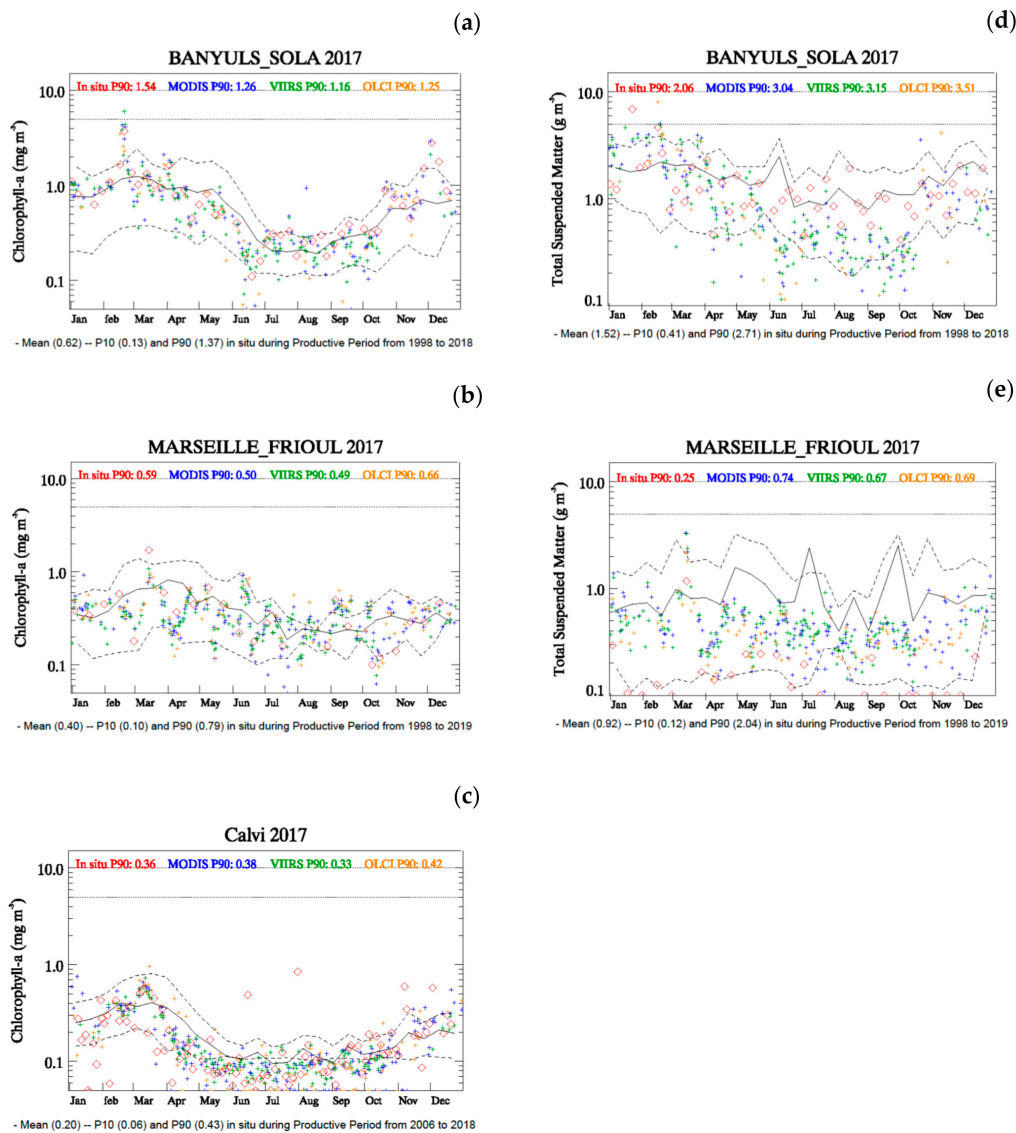 (a)
BANYULS_SOLA 2017
In situ P90: 1.54 MODIS P90: 1.26 VIIRS P90: 1.16 OLCI P90: 1.25
Chlorophyll-a (mg m⁻³)
10.0
1.0
0.1
Jan feb Mar Apr May Jun Jul Aug Sep Oct Nov Dec
- Mean (0.62) -- P10 (0.13) and P90 (1.37) in situ during Productive Period from 1998 to 2018
(d)
BANYULS_SOLA 2017
In situ P90: 2.06 MODIS P90: 3.04 VIIRS P90: 3.15 OLCI P90: 3.51
Total Suspended Matter (g m⁻³)
10.0
1.0
0.1
Jan feb Mar Apr May Jun Jul Aug Sep Oct Nov Dec
- Mean (1.52) -- P10 (0.41) and P90 (2.71) in situ during Productive Period from 1998 to 2018
(b)
MARSEILLE_FRIOUL 2017
In situ P90: 0.59 MODIS P90: 0.50 VIIRS P90: 0.49 OLCI P90: 0.66
Chlorophyll-a (mg m⁻³)
10.0
1.0
0.1
Jan feb Mar Apr May Jun Jul Aug Sep Oct Nov Dec
- Mean (0.40) -- P10 (0.10) and P90 (0.79) in situ during Productive Period from 1998 to 2019
(e)
MARSEILLE_FRIOUL 2017
In situ P90: 0.25 MODIS P90: 0.74 VIIRS P90: 0.67 OLCI P90: 0.69
Total Suspended Matter (g m⁻³)
10.0
1.0
0.1
Jan feb Mar Apr May Jun Jul Aug Sep Oct Nov Dec
- Mean (0.92) -- P10 (0.12) and P90 (2.04) in situ during Productive Period from 1998 to 2019
(c)
Calvi 2017
In situ P90: 0.36 MODIS P90: 0.38 VIIRS P90: 0.33 OLCI P90: 0.42
Chlorophyll-a (mg m⁻³)
10.0
1.0
0.1
Jan feb Mar Apr May Jun Jul Aug Sep Oct Nov Dec
- Mean (0.20) -- P10 (0.06) and P90 (0.43) in situ during Productive Period from 2006 to 2018